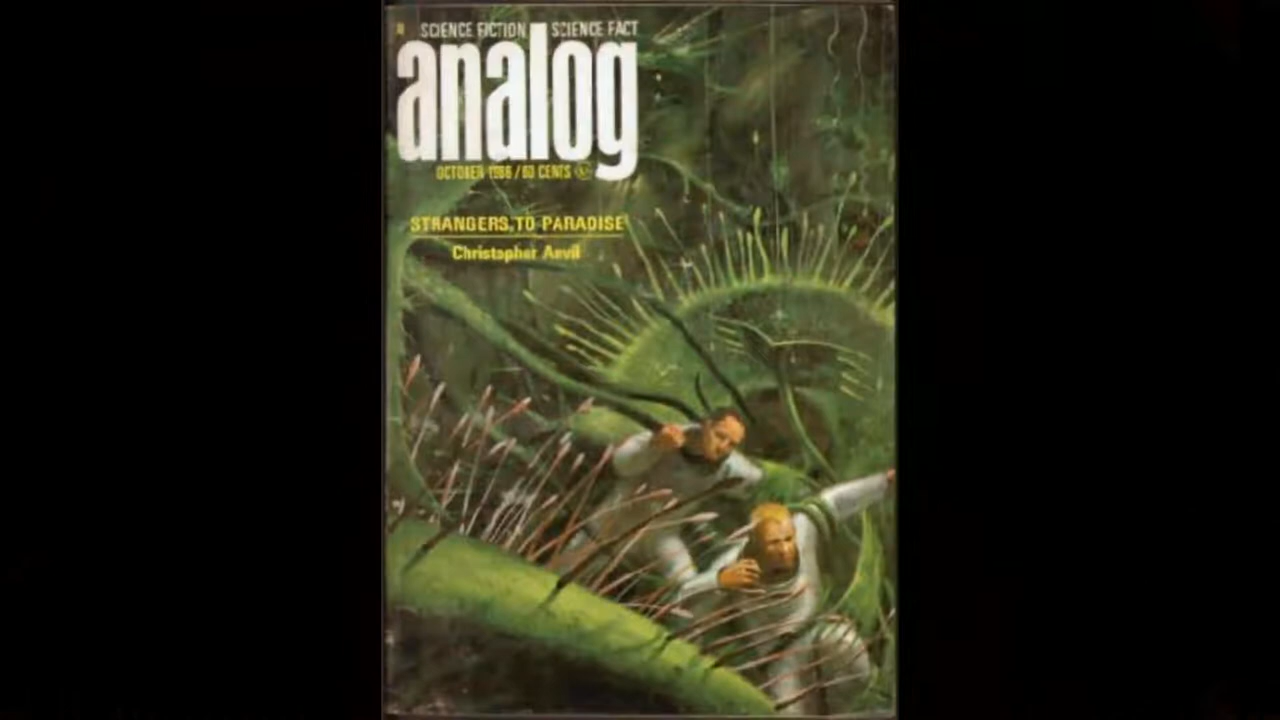 SCIENCE FICTION SCIENCE FACT
analog
OCTOBER 1966/60 CENTS
STRANGERS TO PARADISE
Christopher Anvil